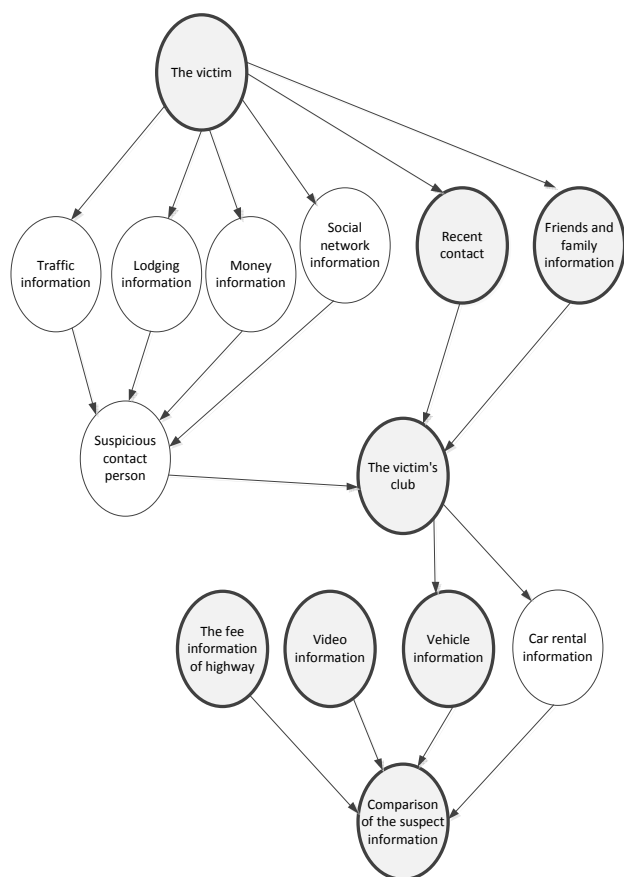 The victim
Traffic
information
Lodging
information
Money
information
Social
network
information
Recent
contact
Friends and
family
information
Suspicious
contact
person
The victim's
club
The fee
information
of highway
Video
information
Vehicle
information
Car rental
information
Comparison
of the suspect
information